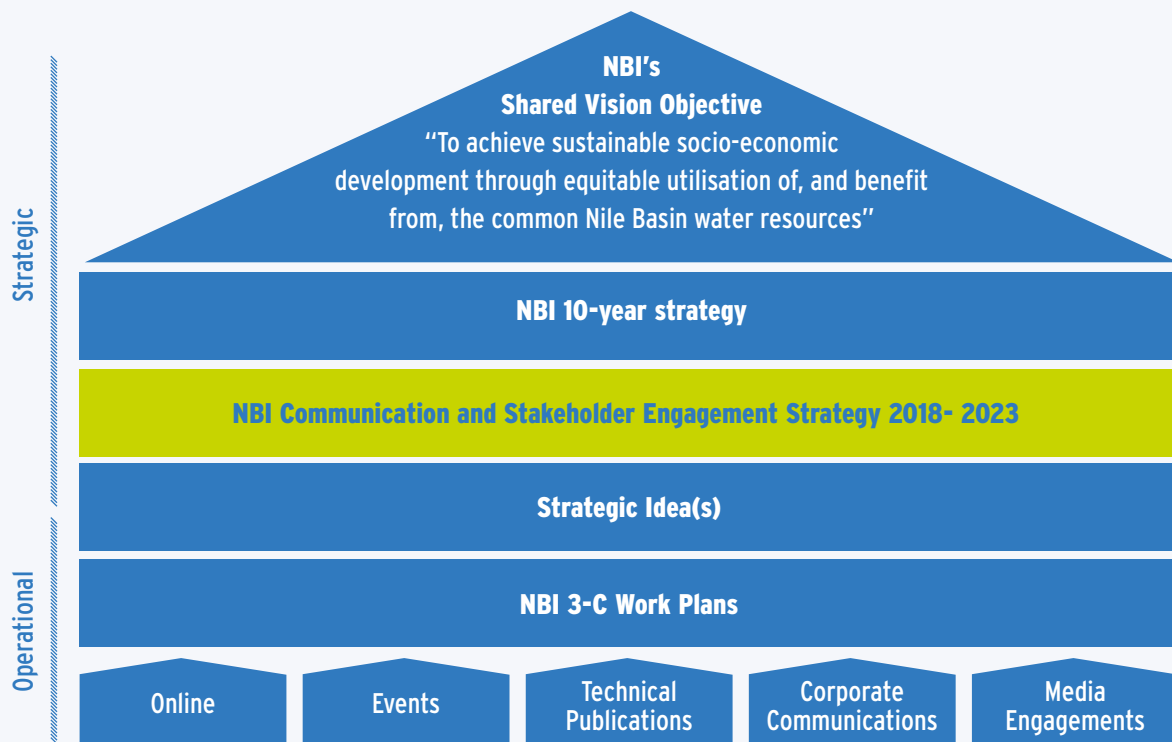 NBI's
Shared Vision Objective
“To achieve sustainable socio-economic
development through equitable utilisation of, and benefit
from, the common Nile Basin water resources”
Strategic
NBI 10-year strategy
NBI Communication and Stakeholder Engagement Strategy 2018- 2023
Strategic Idea(s)
Operational
NBI 3-C Work Plans
Online
Events
Technical
Publications
Corporate
Communications
Media
Engagements